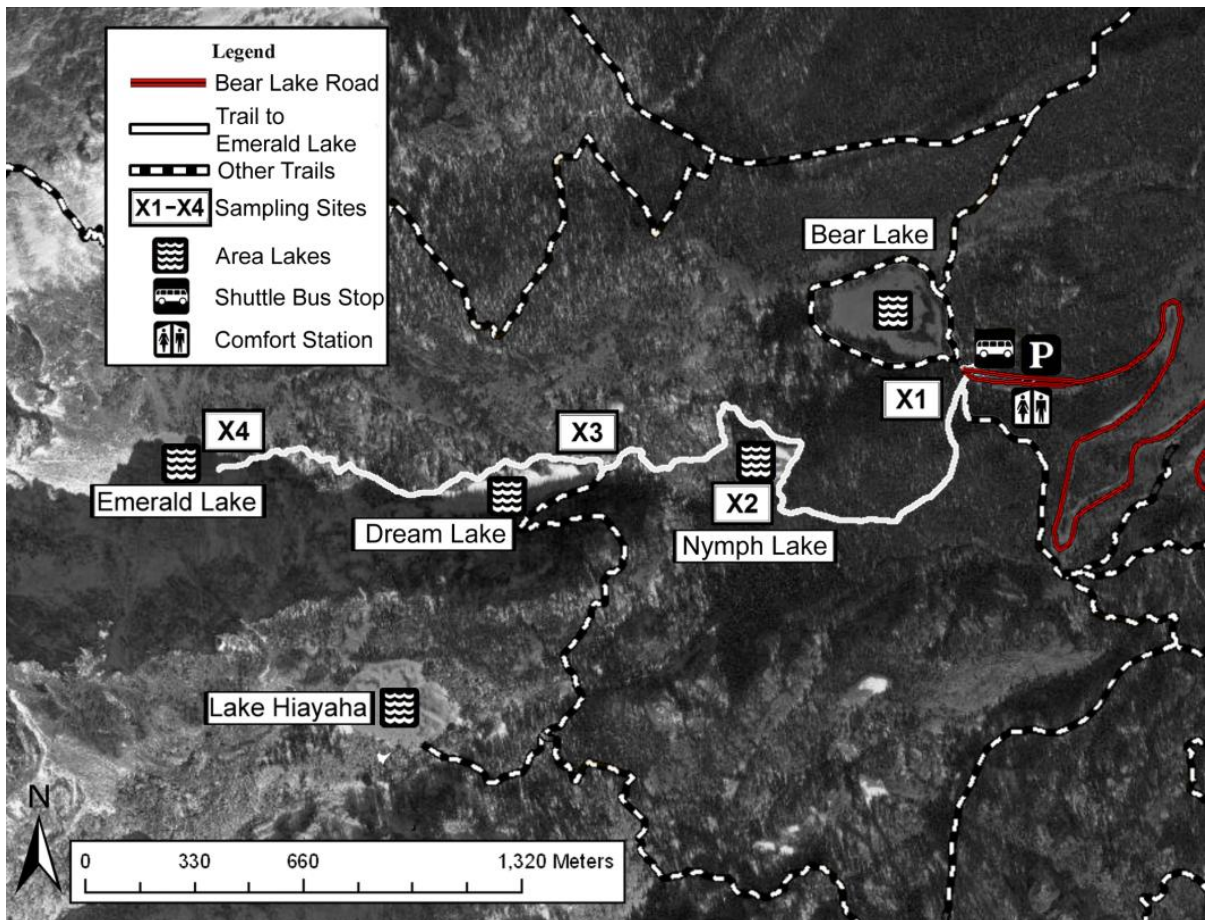 Legend
Bear Lake Road
Trail to
Emerald Lake
Other Trails
X1-X4 Sampling Sites
Area Lakes
Shuttle Bus Stop
Comfort Station
Bear Lake
P
X1
X4
X3
Emerald Lake
X2
Dream Lake
Nymph Lake
Lake Hiayaha
N
0 330 660 1,320 Meters